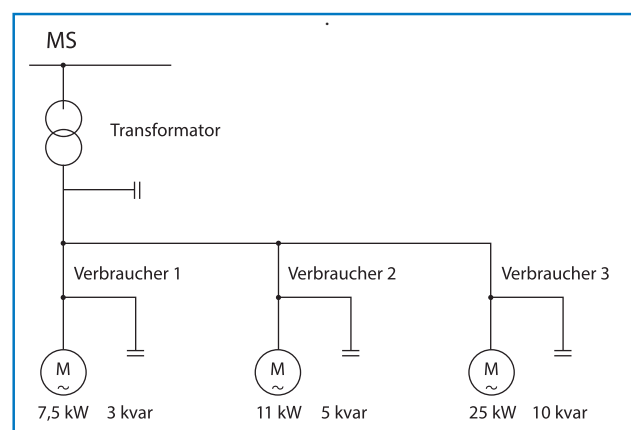 MS
Transformator
Verbraucher 1 Verbraucher 2 Verbraucher 3
M M M
~ ~ ~
7,5 kW 3 kvar 11 kW 5 kvar 25 kW 10 kvar